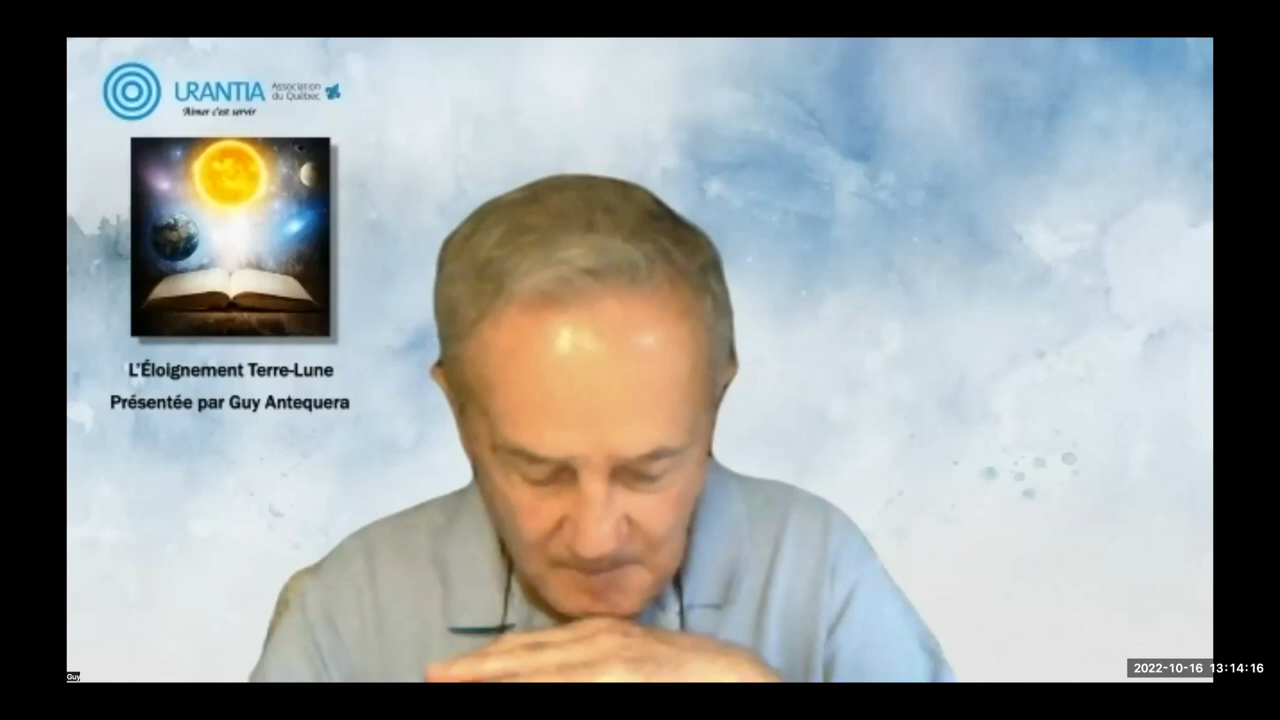 URANTIA Association
du Québec
Aimer c'est servir
L'Éloignement Terre-Lune
Présentée par Guy Antequera
Guy
2022-10-16 13:14:16